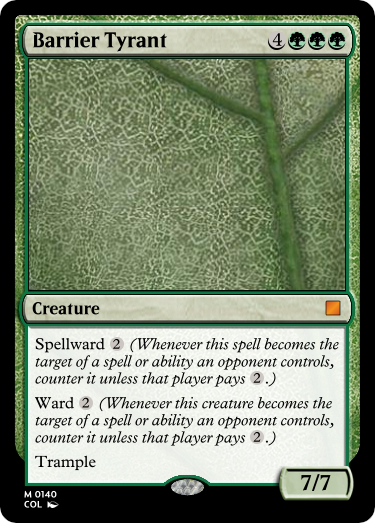 Barrier Tyrant 4
Creature
Spellward 2 (Whenever this spell becomes the
target of a spell or ability an opponent controls,
counter it unless that player pays 2.)
Ward 2 (Whenever this creature becomes the
target of a spell or ability an opponent controls,
counter it unless that player pays 2.)
Trample
7/7
M 0140
COL